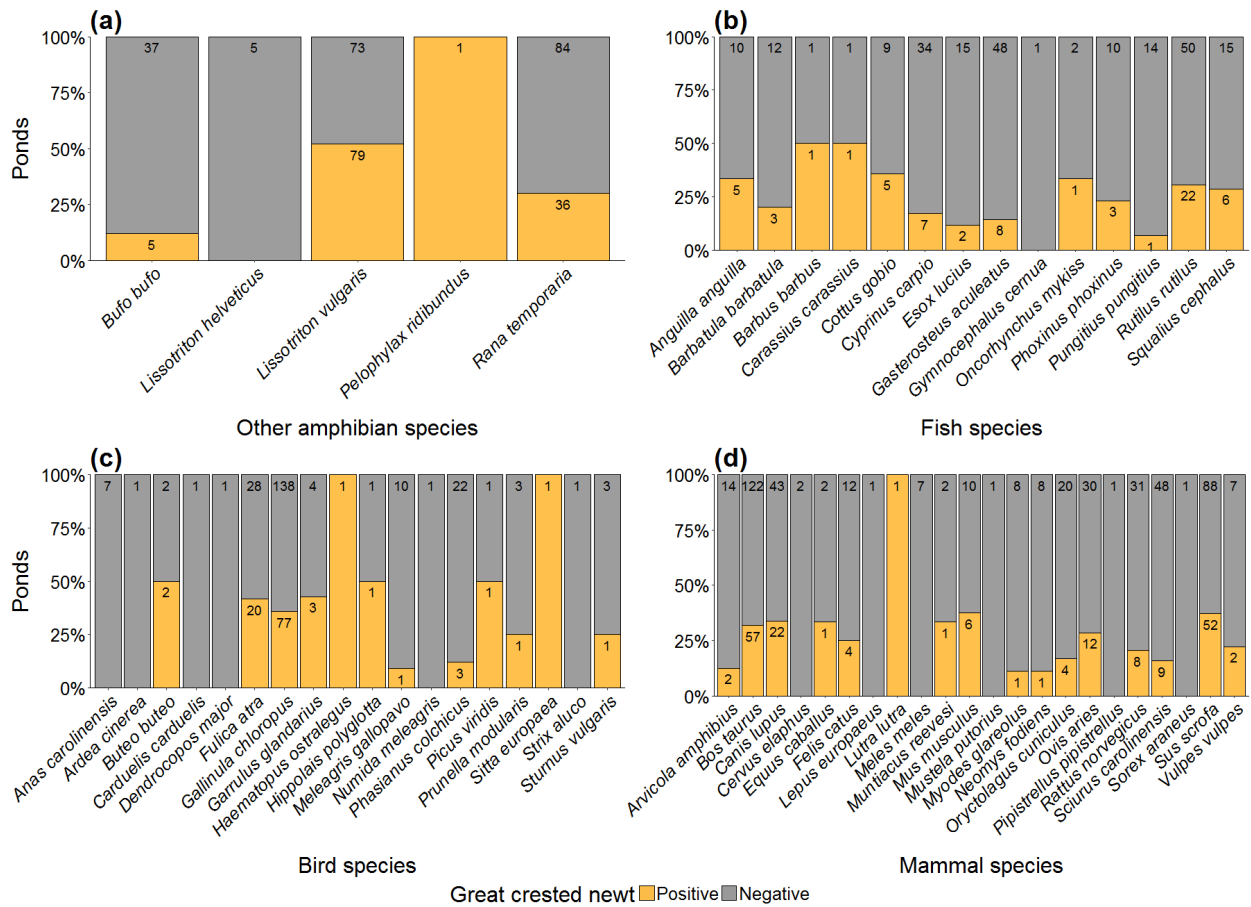 (a)
100%
75%
50%
25%
0%
Ponds
37 5 73 1 84
5 79 36
Bufo bufo
Lissotriton helveticus
Lissotriton vulgaris
Pelophylax ridibundus
Rana temporaria
Other amphibian species
(b)
100%
75%
50%
25%
0%
10 12 1 1 9 34 15 48 1 2 10 14 50 15
5 3 1 1 5 7 2 8 1 3 1 22 6
Anguilla anguilla
Barbatula barbatula
Barbus barbus
Carassius carassius
Cottus gobio
Cyprinus carpio
Esox lucius
Gasterosteus aculeatus
Gymnocephalus cernua
Oncorhynchus mykiss
Phoxinus phoxinus
Pungitius pungitius
Rutilus rutilus
Squalius cephalus
Fish species
(c)
100%
75%
50%
25%
0%
Ponds
7 1 2 1 1 28 138 4 1 1 10 1 22 1 3 1 1 3
2 20 77 3 1 1 3 1 1 1
Anas carolinensis
Ardea cinerea
Buteo buteo
Carduelis carduelis
Dendrocopos major
Fulica atra
Gallinula chloropus
Garrulus glandarius
Haematopus ostralegus
Hippolais polyglotta
Meleagris gallopavo
Numida meleagris
Phasianus colchicus
Picus viridis
Prunella modularis
Sitta europaea
Strix aluco
Sturnus vulgaris
Bird species
(d)
100%
75%
50%
25%
0%
14 122 43 2 2 12 1 1 7 2 10 1 8 8 20 30 1 31 48 1 88 7
2 57 22 1 4 1 6 1 1 4 12 8 9 52 2
Arvicola amphibius
Bos taurus
Canis lupus
Cervus elaphus
Equus caballus
Felis catus
Lepus europaeus
Lutra lutra
Meles meles
Muntiacus reevesi
Mus musculus
Mustela putorius
Myodes glareolus
Neomys fodiens
Oryctolagus cuniculus
Ovis aries
Pipistrellus pipistrellus
Rattus norvegicus
Sciurus carolinensis
Sorex araneus
Sus scrofa
Vulpes vulpes
Mammal species
Great crested newt Positive Negative